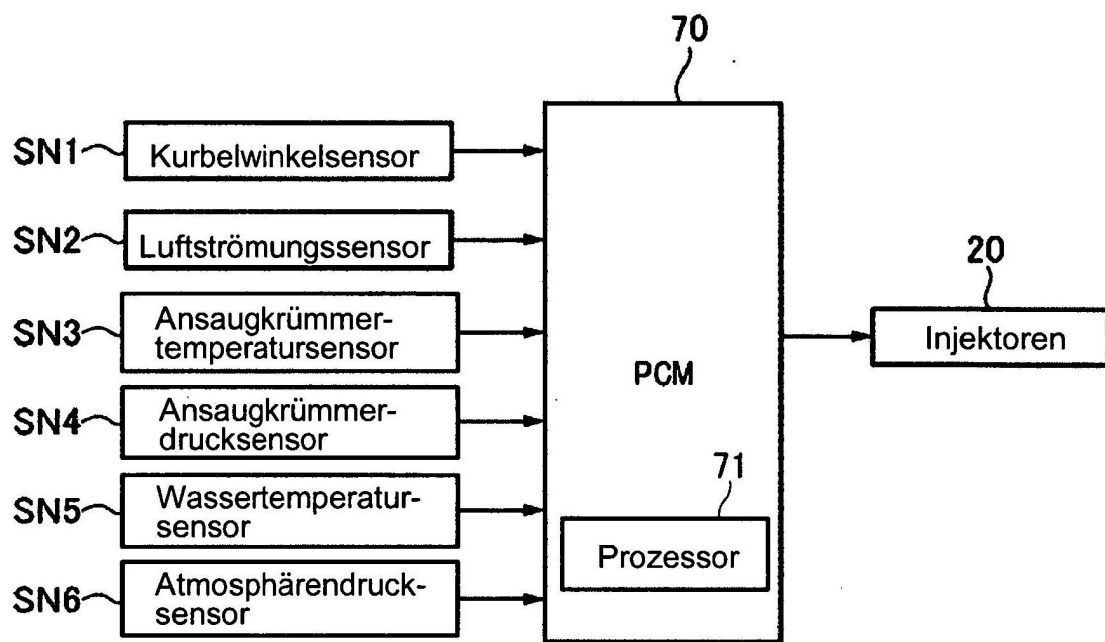 70
SN1 Kurbelwinkelsensor
SN2 Luftströmungssensor
20
SN3 Ansaugkrümmer-
temperatursensor
Injektoren
PCM
SN4 Ansaugkrümmer-
drucksensor
71
SN5 Wassertemperatur-
sensor
Prozessor
SN6 Atmosphärendruck-
sensor